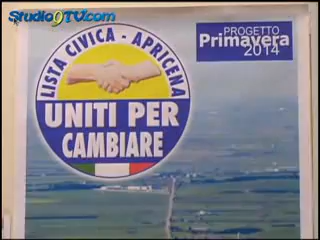 Studio9TV.com
PROGETTO
Primavera
2014
LISTA CIVICA - APRICENA
UNITI PER
CAMBIARE